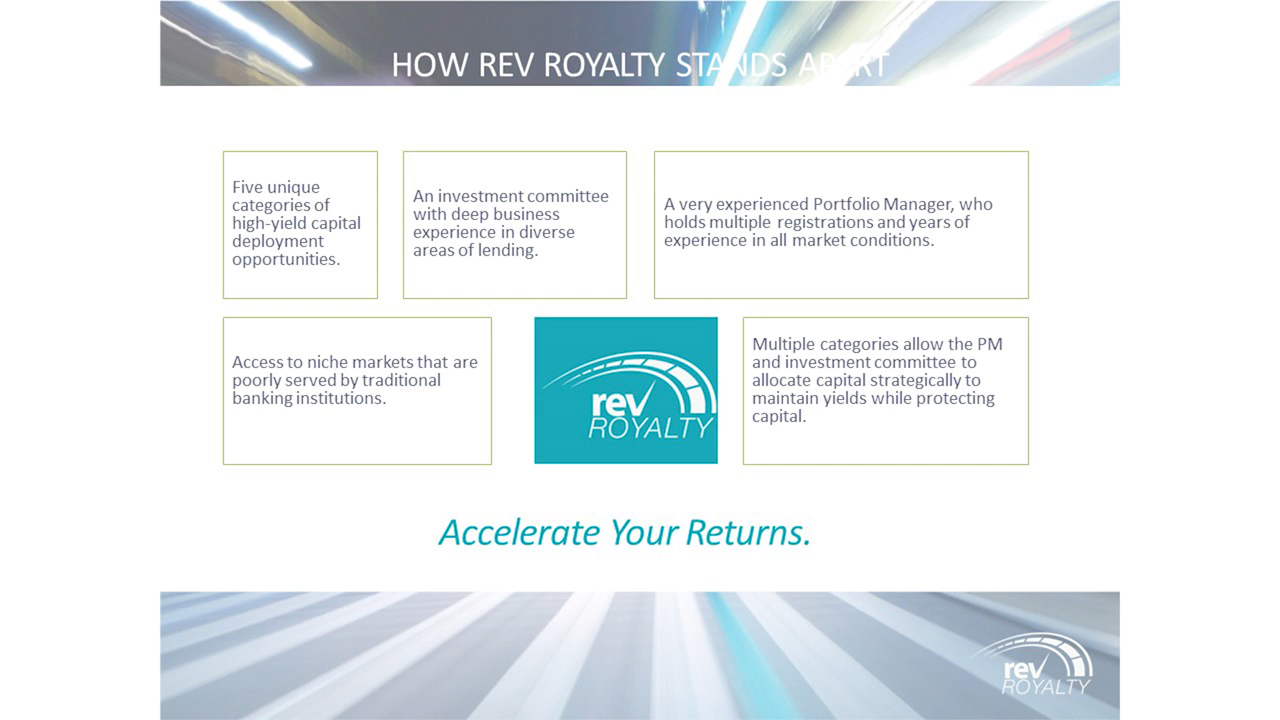 HOW REV ROYALTY STANDS APART
Five unique
categories of
high-yield capital
deployment
opportunities.
An investment committee
with deep business
experience in diverse
areas of lending.
A very experienced Portfolio Manager, who
holds multiple registrations and years of
experience in all market conditions.
Access to niche markets that are
poorly served by traditional
banking institutions.
rev
ROYALTY
Multiple categories allow the PM
and investment committee to
allocate capital strategically to
maintain yields while protecting
capital.
Accelerate Your Returns.
rev
ROYALTY